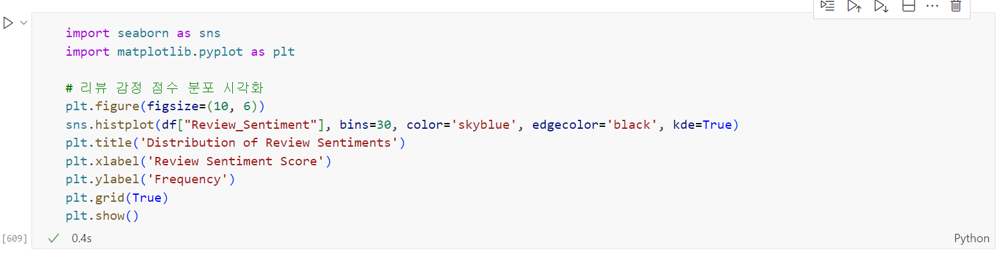 import seaborn as sns
import matplotlib.pyplot as plt
# 리뷰 감정 점수 분포 시각화
plt.figure(figsize=(10, 6))
sns.histplot(df["Review_Sentiment"], bins=30, color='skyblue', edgecolor='black', kde=True)
plt.title('Distribution of Review Sentiments')
plt.xlabel('Review Sentiment Score')
plt.ylabel('Frequency')
plt.grid(True)
plt.show()
[609] 0.4s Python